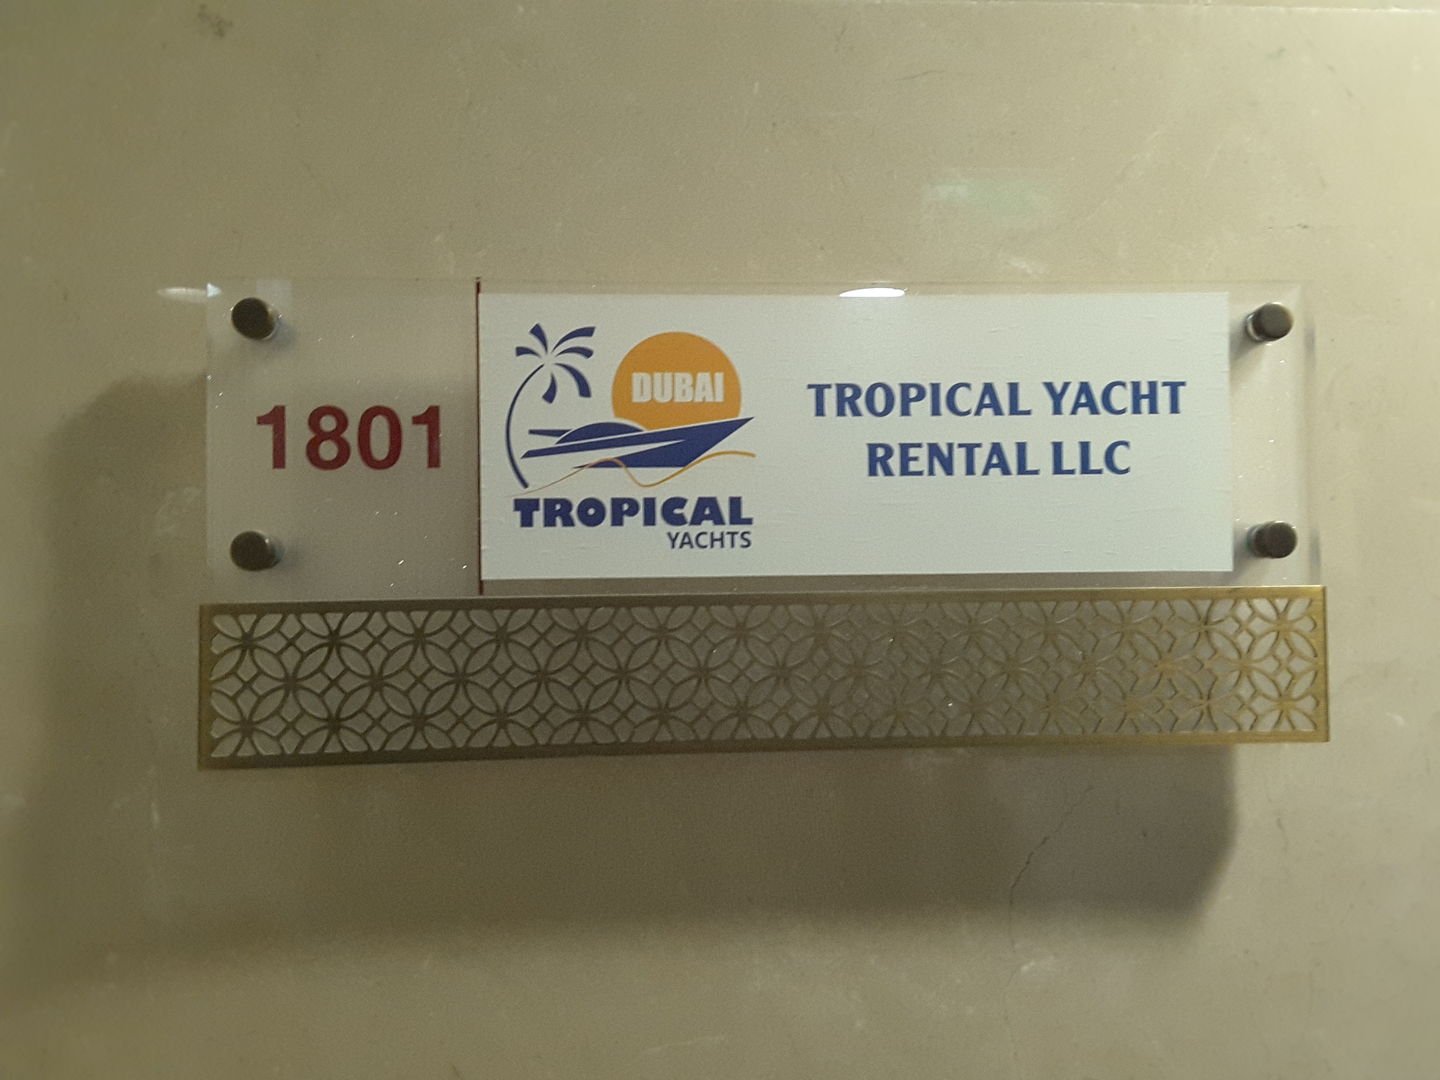 1801
DUBAI
TROPICAL
YACHTS
TROPICAL YACHT
RENTAL LLC